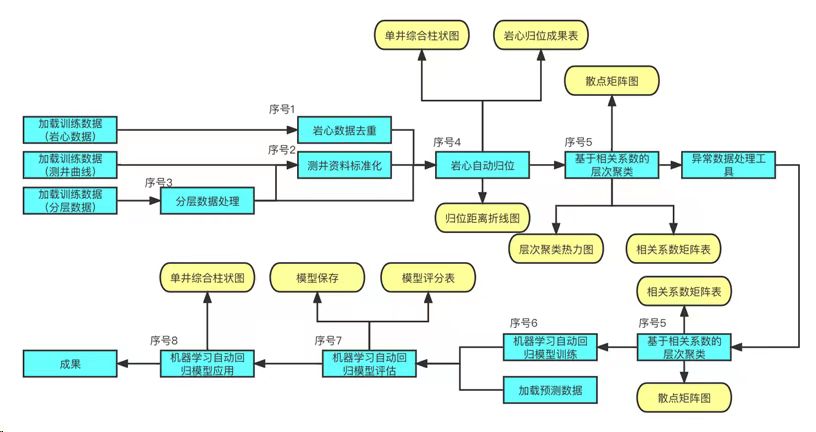 单井综合柱状图
岩心归位成果表
散点矩阵图
序号1
加载训练数据
（岩心数据）
岩心数据去重
序号2
序号4
序号5
加载训练数据
（测井曲线）
测井资料标准化
岩心自动归位
基于相关系数的
层次聚类
异常数据处理工
具
序号3
加载训练数据
（分层数据）
分层数据处理
归位距离折线图
层次聚类热力图
相关系数矩阵表
单井综合柱状图
模型保存
模型评分表
相关系数矩阵表
序号8
序号7
序号6
序号5
成果
机器学习自动回
归模型应用
机器学习自动回
归模型评估
机器学习自动回
归模型训练
基于相关系数的
层次聚类
加载预测数据
散点矩阵图